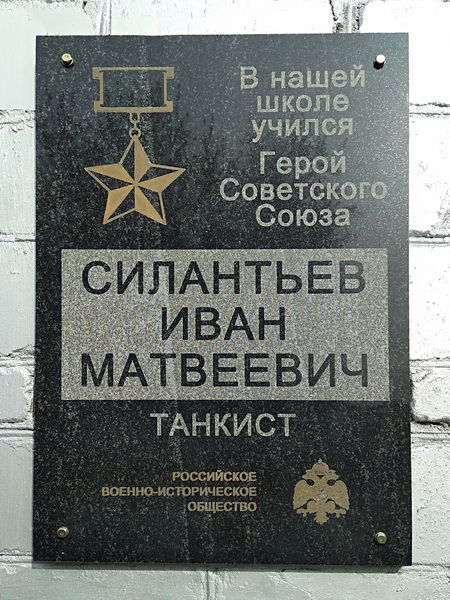 В нашей
школе
учился
Герой
Советского
Союза
СИЛАНТЬЕВ
ИВАН
МАТВЕЕВИЧ
ТАНКИСТ
РОССИЙСКОЕ
ВОЕННО-ИСТОРИЧЕСКОЕ
ОБЩЕСТВО